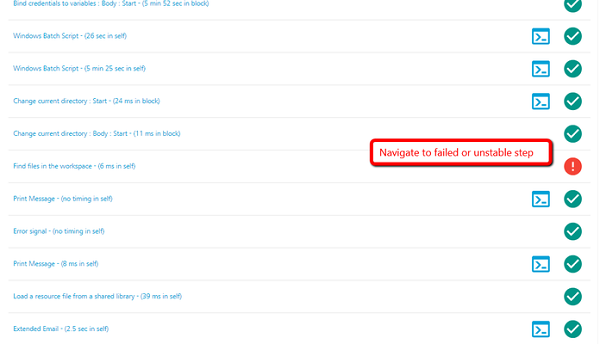 Bind credentials to variables : Body : Start - (5 min 52 sec in block)
Windows Batch Script - (26 sec in self)
Windows Batch Script - (5 min 25 sec in self)
Change current directory : Start - (24 ms in block)
Change current directory : Body : Start - (11 ms in block)
Navigate to failed or unstable step
Find files in the workspace - (6 ms in self)
Print Message - (no timing in self)
Error signal - (no timing in self)
Print Message - (8 ms in self)
Load a resource file from a shared library - (39 ms in self)
Extended Email - (2.5 sec in self)